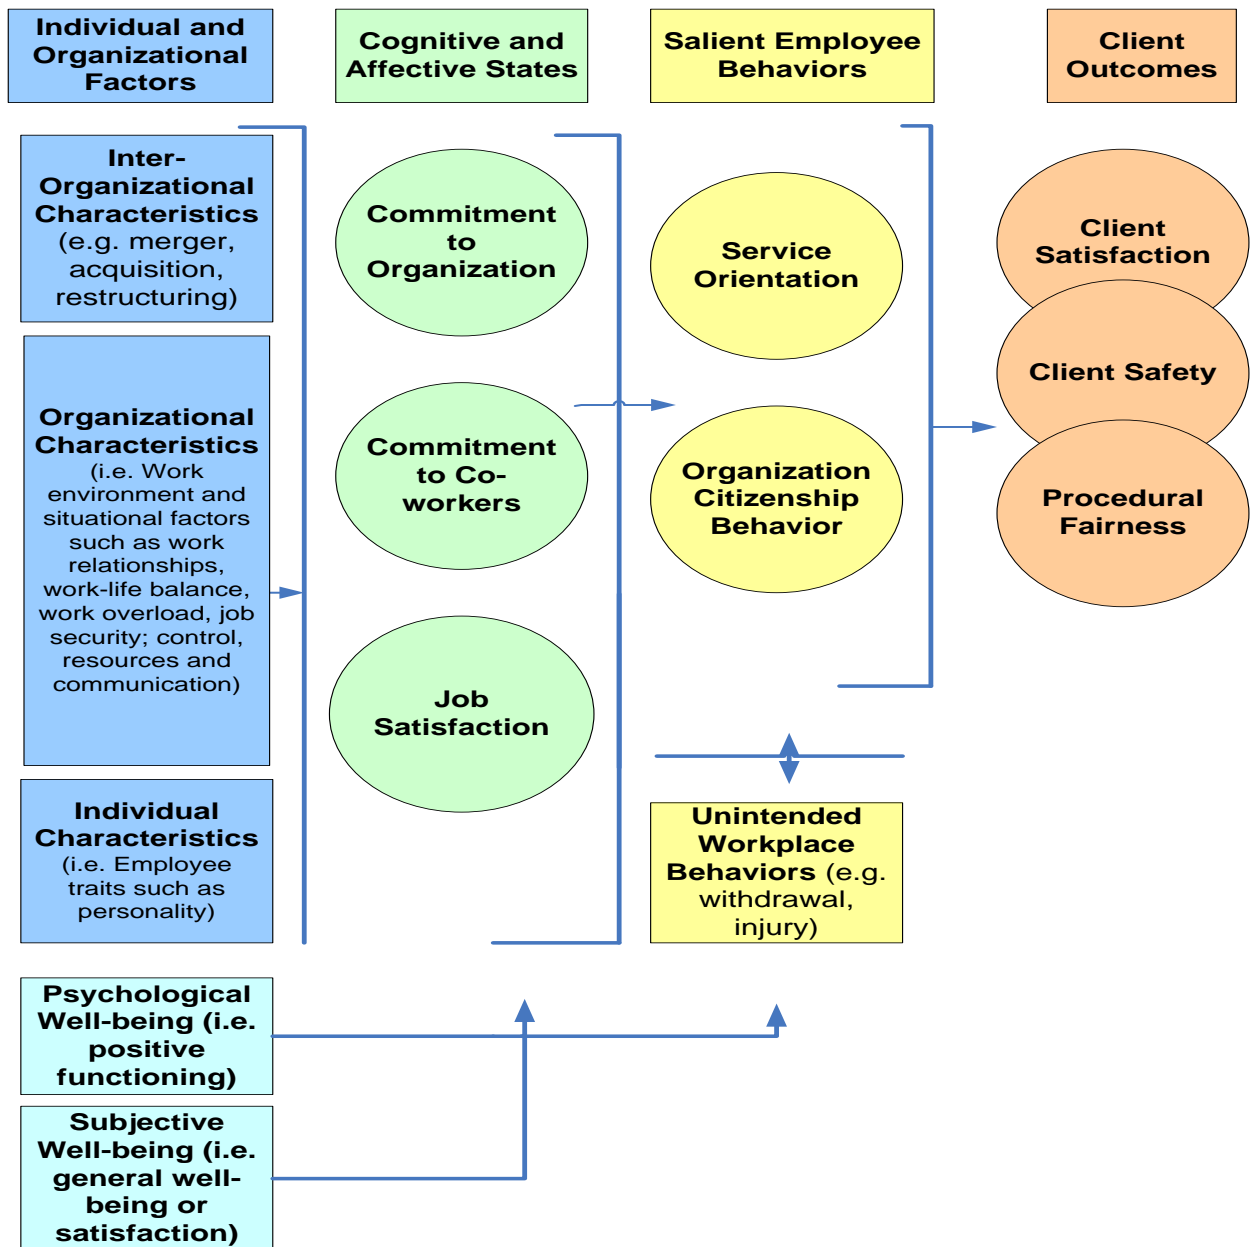 Individual and
Organizational
Factors
Cognitive and
Affective States
Salient Employee
Behaviors
Client
Outcomes
Inter-
Organizational
Characteristics
(e.g. merger,
acquisition,
restructuring)
Organizational
Characteristics
(i.e. Work
environment and
situational factors
such as work
relationships,
work-life balance,
work overload, job
security; control,
resources and
communication)
Individual
Characteristics
(i.e. Employee
traits such as
personality)
Psychological
Well-being (i.e.
positive
functioning)
Subjective
Well-being (i.e.
general well-
being or
satisfaction)
Commitment
to
Organization
Commitment
to Co-
workers
Job
Satisfaction
Service
Orientation
Organization
Citizenship
Behavior
Unintended
Workplace
Behaviors (e.g.
withdrawal,
injury)
Client
Satisfaction
Client Safety
Procedural
Fairness